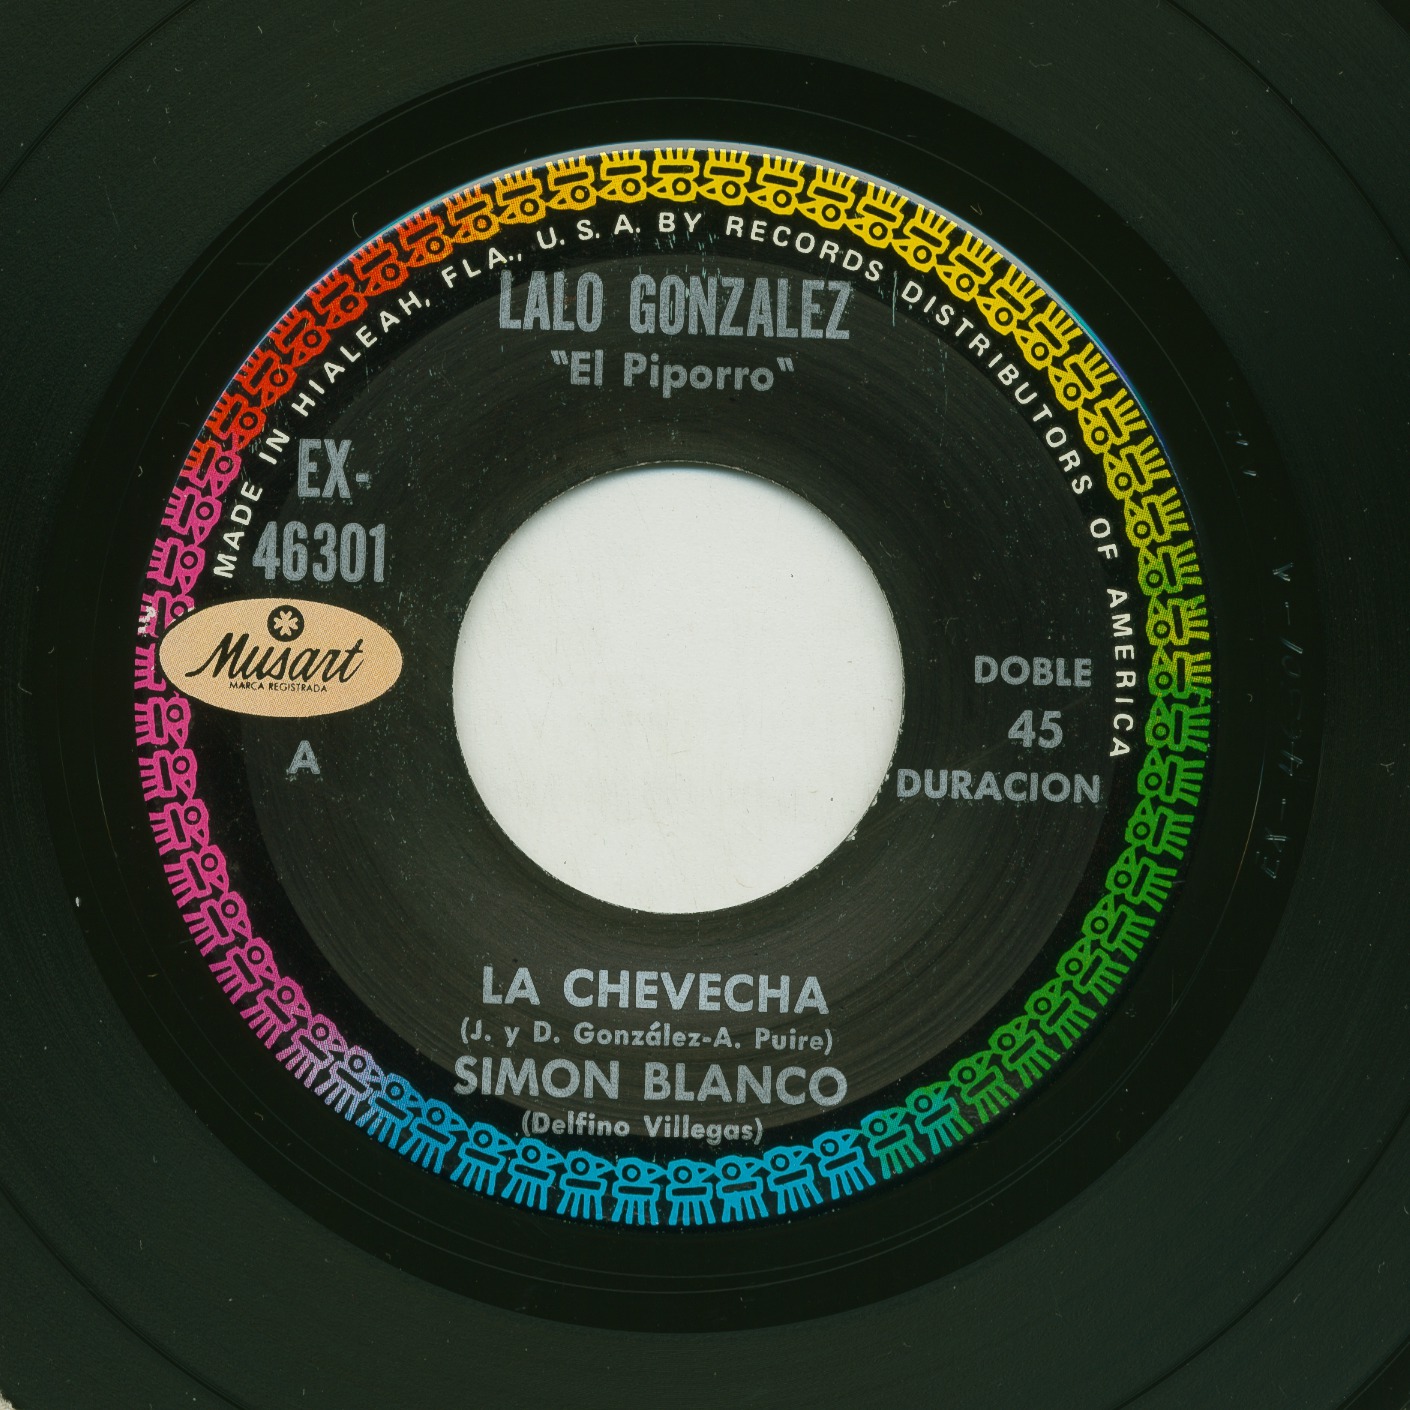 MADE IN HIALEAH, FLA., U.S.A. BY RECORDS DISTRIBUTORS OF AMERICA
LALO GONZALEZ
"El Piporro"
EX-
46301
Musart
MARCA REGISTRADA
A
DOBLE
45
DURACION
LA CHEVECHA
(J. y D. González-A. Puire)
SIMON BLANCO
(Delfino Villegas)